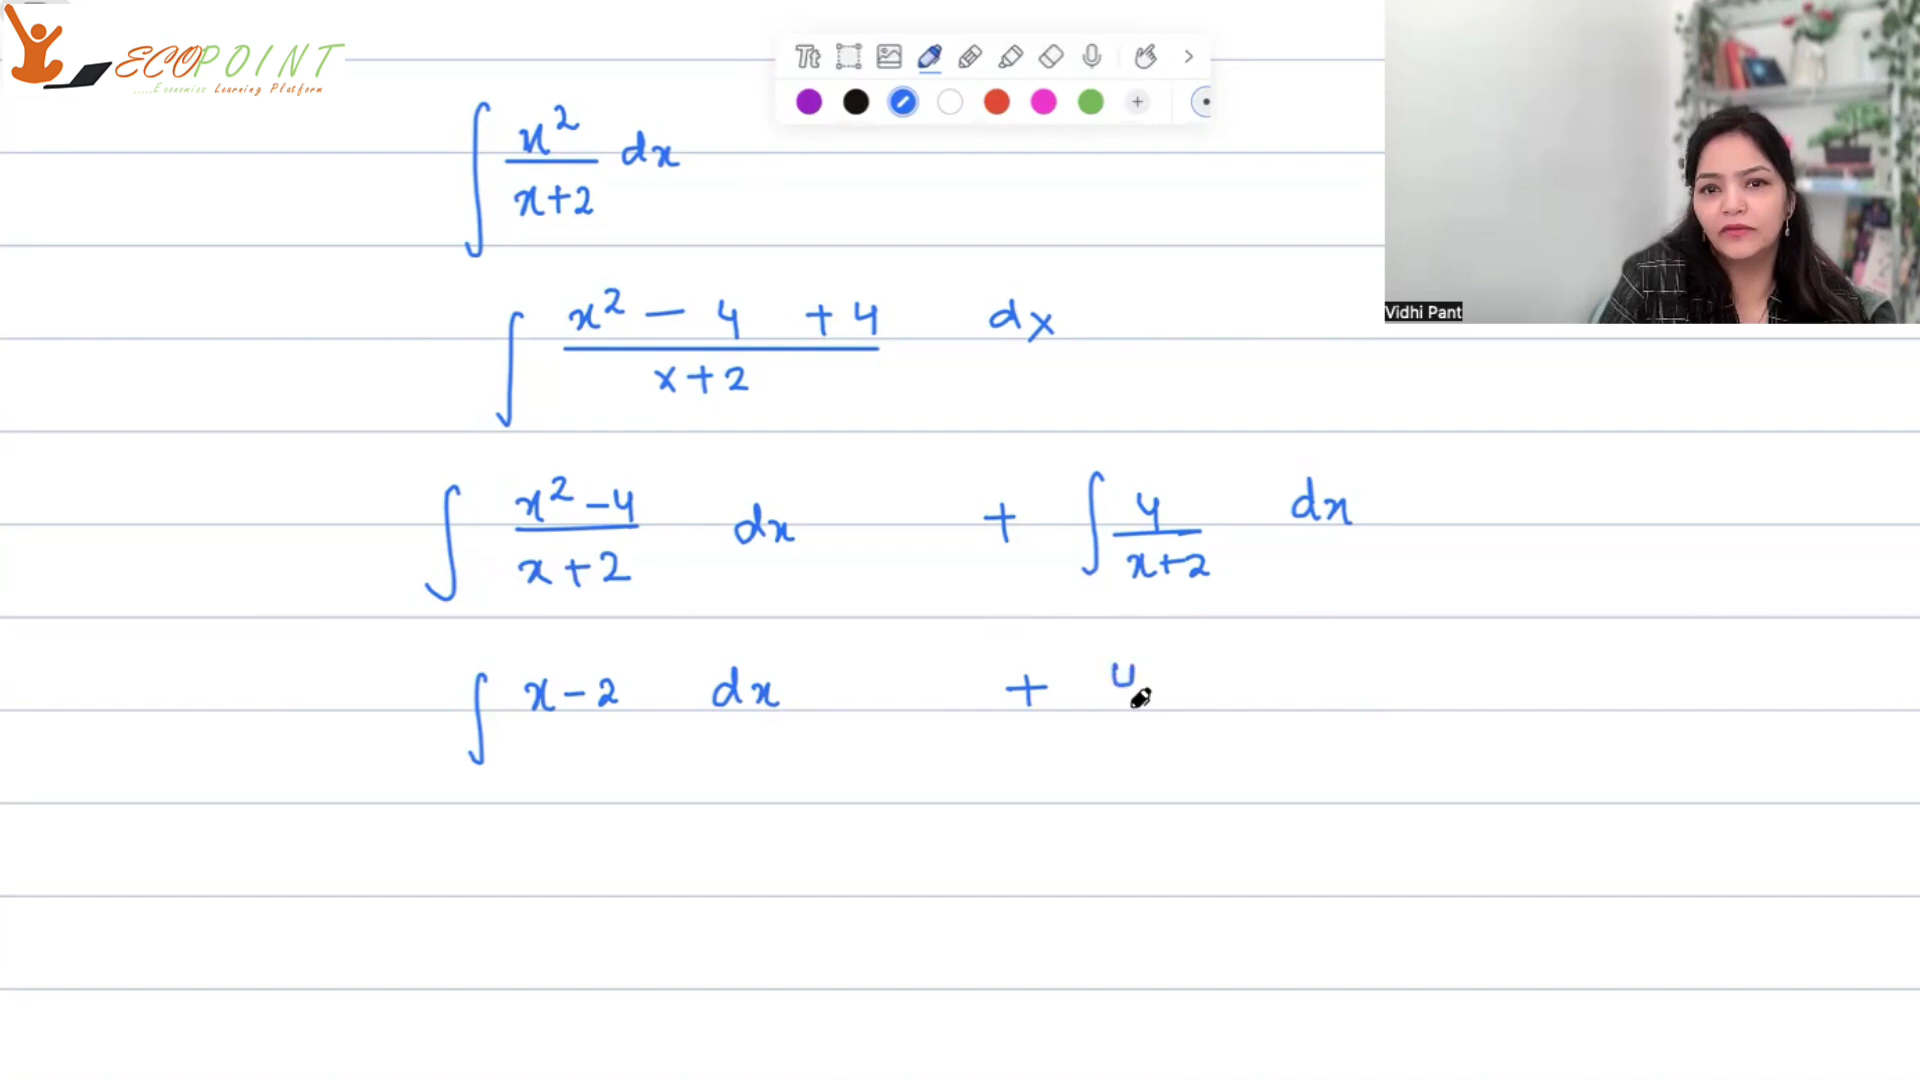 ECOPOINT
.....Economics Learning Platform
Tt
∫ x²/(x+2) dx
Vidhi Pant
∫ (x² - 4 + 4)/(x+2) dx
∫ (x² - 4)/(x+2) dx + ∫ 4/(x+2) dx
∫ x - 2 dx +